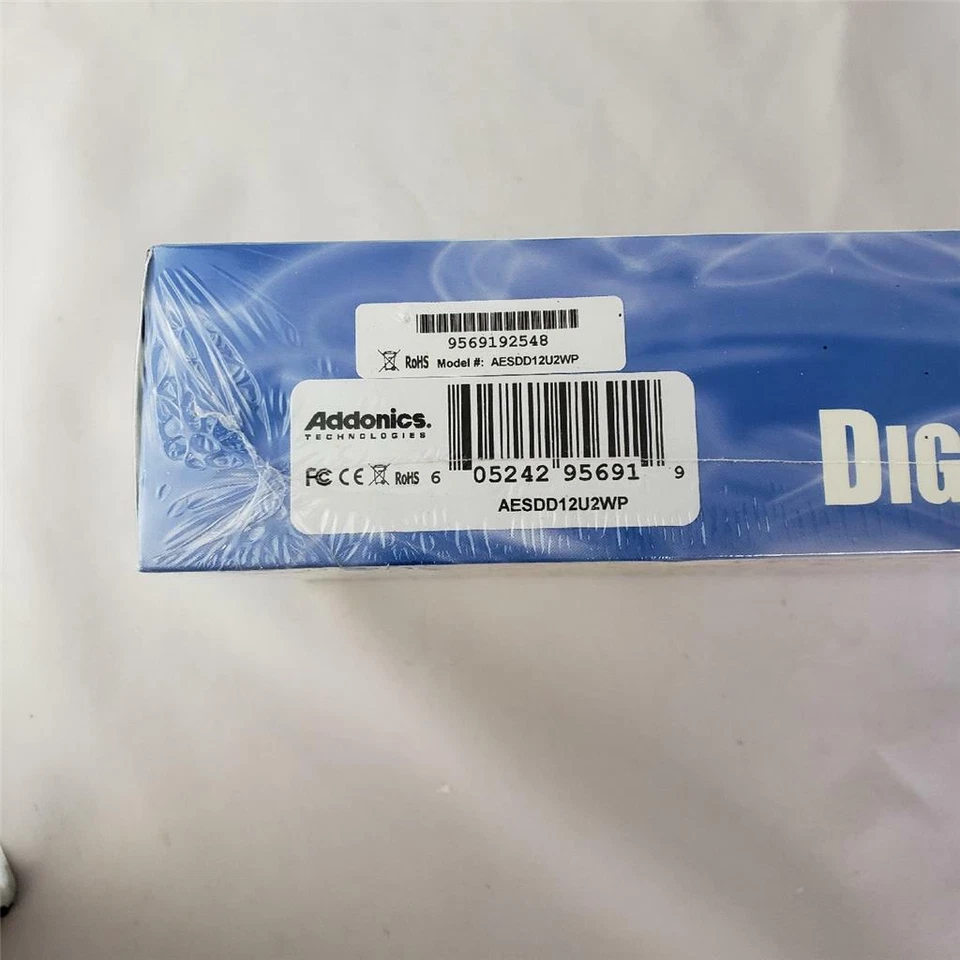 9569192548
RoHS Model #: AESDD12U2WP
Addonics.
TECHNOLOGIES
FC CE RoHS 6 05242 95691 9
AESDD12U2WP
DIG